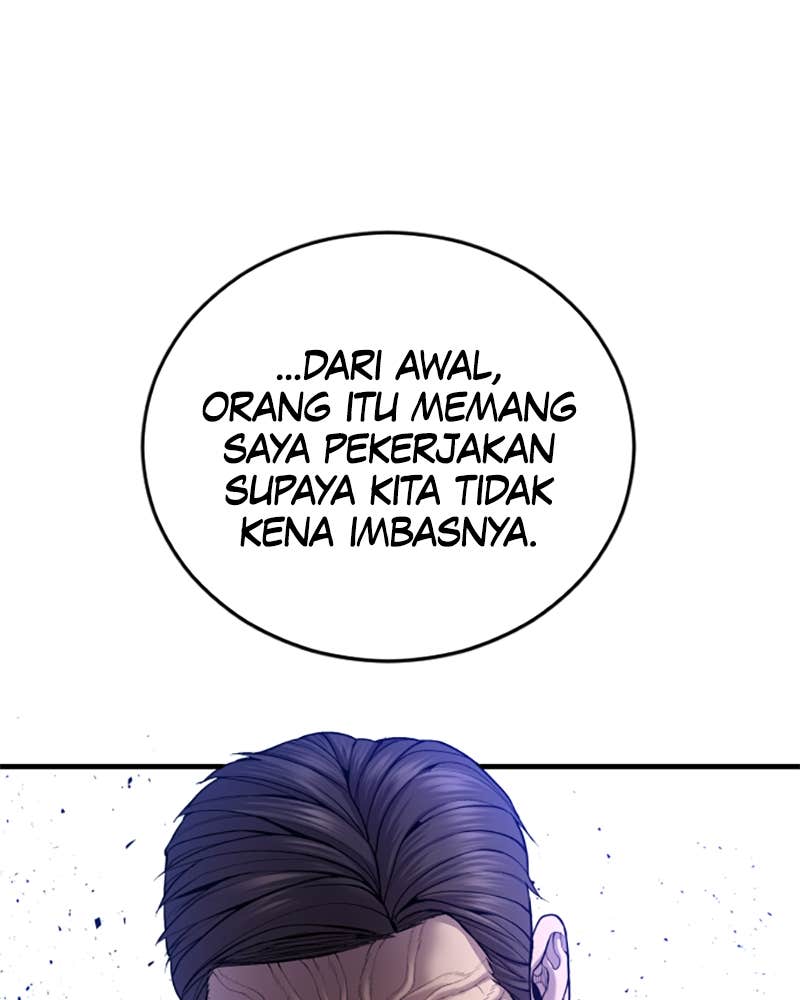 ...DARI AWAL,
ORANG ITU MEMANG
SAYA PEKERJAKAN
SUPAYA KITA TIDAK
KENA IMBASNYA.